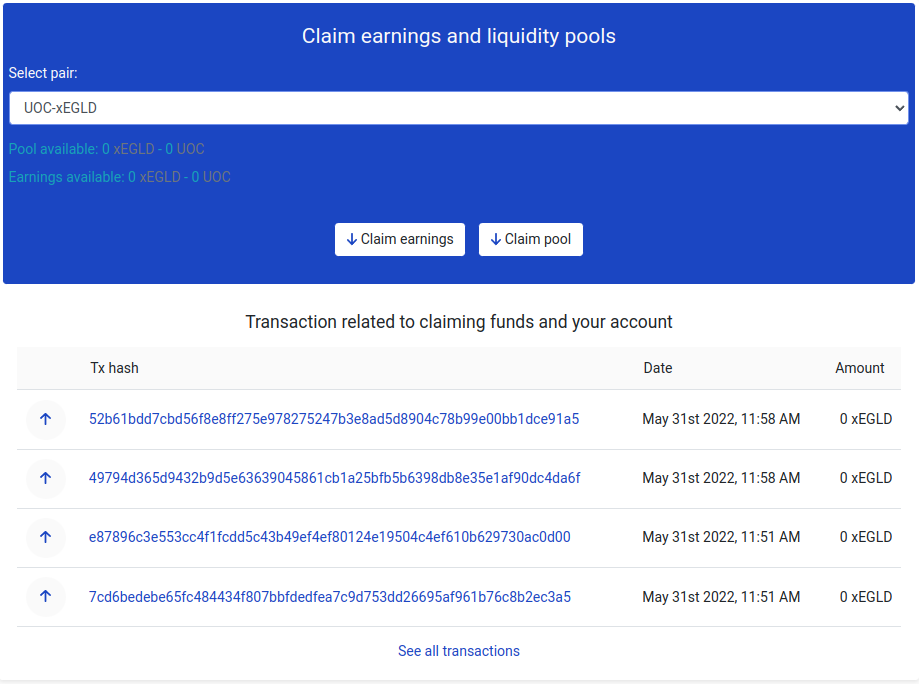 Claim earnings and liquidity pools
Select pair:
UOC-xEGLD
Pool available: 0 xEGLD - 0 UOC
Earnings available: 0 xEGLD - 0 UOC
Claim earnings Claim pool
Transaction related to claiming funds and your account
Tx hash Date Amount
52b61bdd7cbd56f8e8ff275e978275247b3e8ad5d8904c78b99e00bb1dce91a5 May 31st 2022, 11:58 AM 0 xEGLD
49794d365d9432b9d5e63639045861cb1a25bfb5b6398db8e35e1af90dc4da6f May 31st 2022, 11:58 AM 0 xEGLD
e87896c3e553cc4f1fcdd5c43b49ef4ef80124e19504c4ef610b629730ac0d00 May 31st 2022, 11:51 AM 0 xEGLD
7cd6bedebe65fc484434f807bbfdedfea7c9d753dd26695af961b76c8b2ec3a5 May 31st 2022, 11:51 AM 0 xEGLD
See all transactions